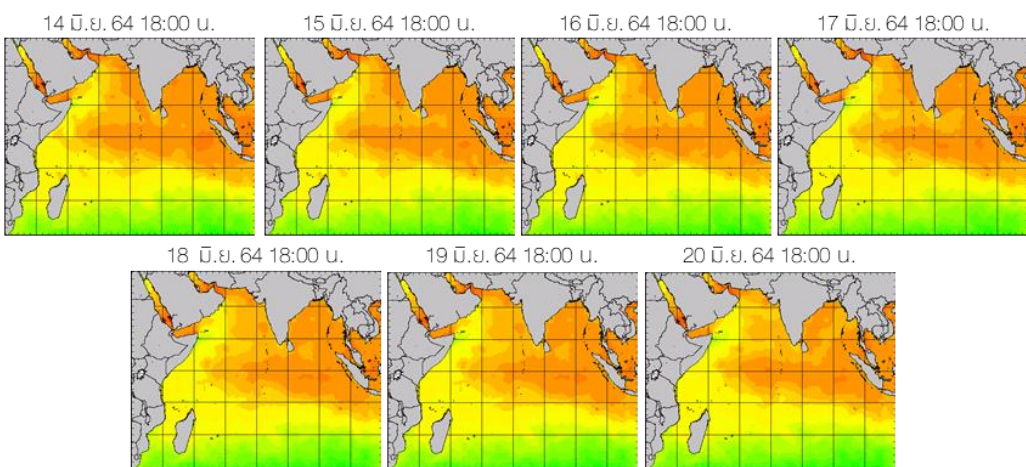 14 มิ.ย. 64 18:00 น.
15 มิ.ย. 64 18:00 น.
16 มิ.ย. 64 18:00 น.
17 มิ.ย. 64 18:00 น.
18 มิ.ย. 64 18:00 น.
19 มิ.ย. 64 18:00 น.
20 มิ.ย. 64 18:00 น.